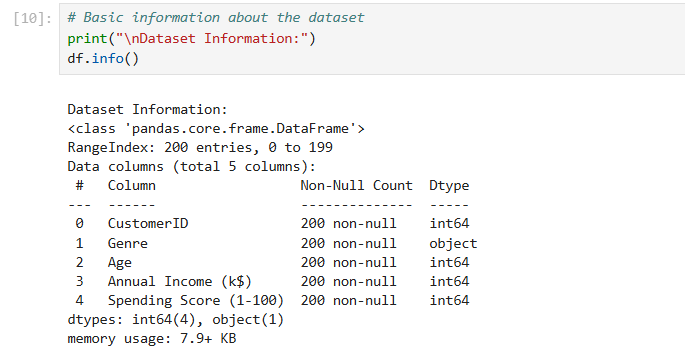 [10]: # Basic information about the dataset
print("\nDataset Information:")
df.info()
Dataset Information:
<class 'pandas.core.frame.DataFrame'>
RangeIndex: 200 entries, 0 to 199
Data columns (total 5 columns):
 #   Column                  Non-Null Count  Dtype
---  ------                  --------------  -----
 0   CustomerID              200 non-null    int64
 1   Genre                   200 non-null    object
 2   Age                     200 non-null    int64
 3   Annual Income (k$)      200 non-null    int64
 4   Spending Score (1-100)  200 non-null    int64
dtypes: int64(4), object(1)
memory usage: 7.9+ KB